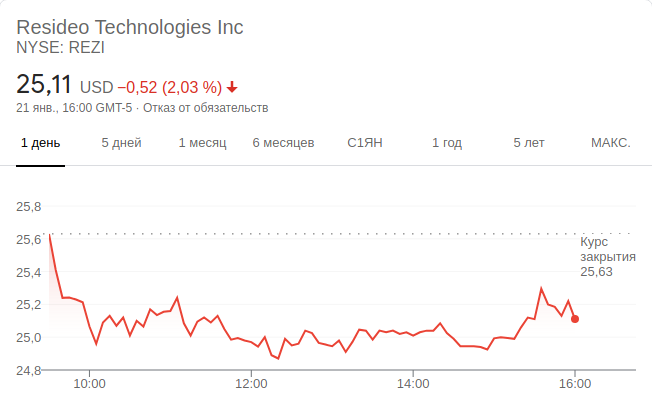 Resideo Technologies Inc
NYSE: REZI
25,11 USD −0,52 (2,03 %)
21 янв., 16:00 GMT-5 · Отказ от обязательств
1 день 5 дней 1 месяц 6 месяцев С1ЯН 1 год 5 лет МАКС.
25,8
25,6
25,4
25,2
25,0
24,8
Курс
закрытия
25,63
10:00 12:00 14:00 16:00